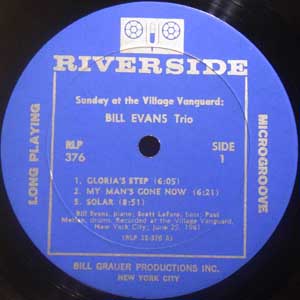 RIVERSIDE
LONG PLAYING
MICROGROOVE
Sunday at the Village Vanguard:
BILL EVANS Trio
RLP
376
SIDE
1
1. GLORIA'S STEP (6:05)
2. MY MAN'S GONE NOW (6:21)
3. SOLAR (8:51)
Bill Evans, piano; Scott LaFaro, bass; Paul
Motian, drums. Recorded at the Village Vanguard,
New York City; June 25, 1961
BILL GRAUER PRODUCTIONS INC.
NEW YORK CITY